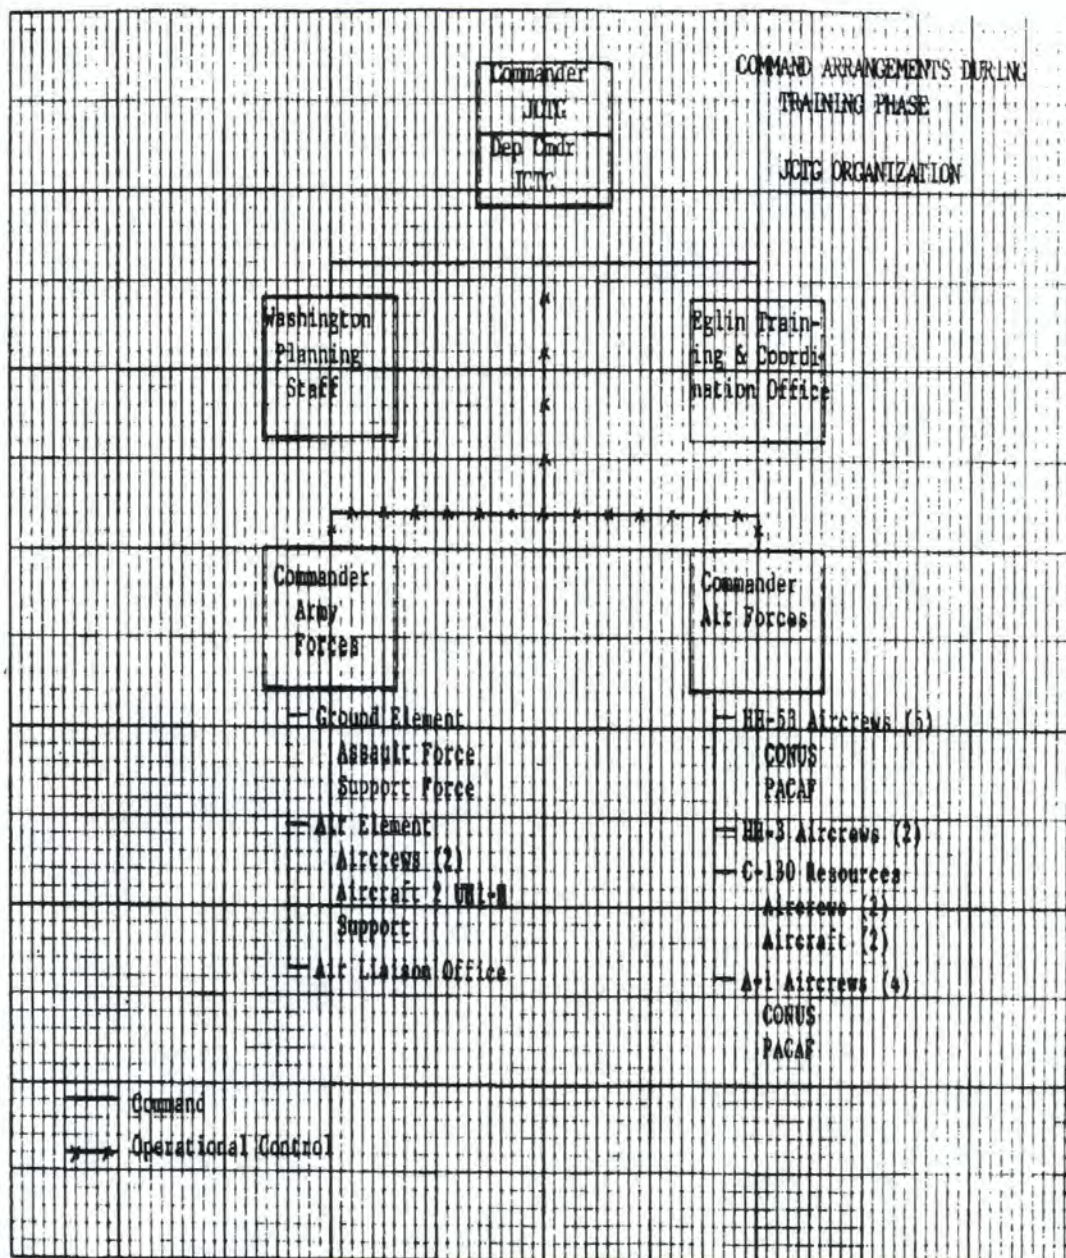 COMMAND ARRANGEMENTS DURING
TRAINING PHASE
JCTG ORGANIZATION
Commander
JCTG
Dep Cmdr
JCTG
Washington
Planning
Staff
Eglin Train-
ing & Coordi-
nation Office
Commander
Army
Forces
Commander
Air Forces
Ground Element
Assault Force
Support Force
Air Element
Aircrews (2)
Aircraft 2 UH1-H
Support
Air Liaison Office
HH-53 Aircrews (5)
CONUS
PACAF
HH-3 Aircrews (2)
C-130 Resources
Aircrews (2)
Aircraft (2)
A-1 Aircrews (4)
CONUS
PACAF
Command
Operational Control